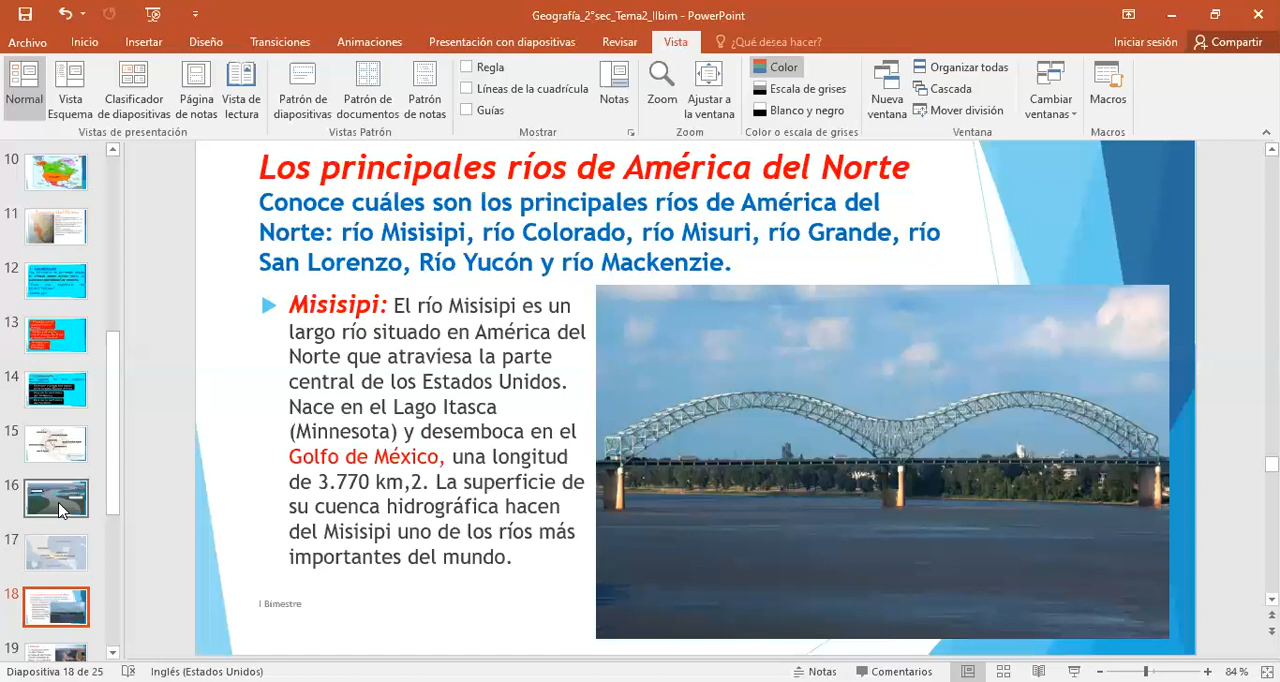 Geografía_2°sec_Tema2_IIbim - PowerPoint
Archivo Inicio Insertar Diseño Transiciones Animaciones Presentación con diapositivas Revisar Vista ¿Qué desea hacer? Iniciar sesión Compartir
Normal
Vista Esquema
Clasificador de diapositivas
Página de notas
Vista de lectura
Vistas de presentación
Patrón de diapositivas
Patrón de documentos
Patrón de notas
Vistas Patrón
Regla
Líneas de la cuadrícula
Guías
Mostrar
Notas
Zoom
Ajustar a la ventana
Zoom
Color
Escala de grises
Blanco y negro
Color o escala de grises
Nueva ventana
Organizar todas
Cascada
Mover división
Cambiar ventanas
Ventana
Macros
Macros
10
11
12
13
14
15
16
17
18
19
Los principales ríos de América del Norte
Conoce cuáles son los principales ríos de América del
Norte: río Misisipi, río Colorado, río Misuri, río Grande, río
San Lorenzo, Río Yucón y río Mackenzie.
Misisipi: El río Misisipi es un
largo río situado en América del
Norte que atraviesa la parte
central de los Estados Unidos.
Nace en el Lago Itasca
(Minnesota) y desemboca en el
Golfo de México, una longitud
de 3.770 km,2. La superficie de
su cuenca hidrográfica hacen
del Misisipi uno de los ríos más
importantes del mundo.
I Bimestre
Diapositiva 18 de 25 Inglés (Estados Unidos) Notas Comentarios 84 %